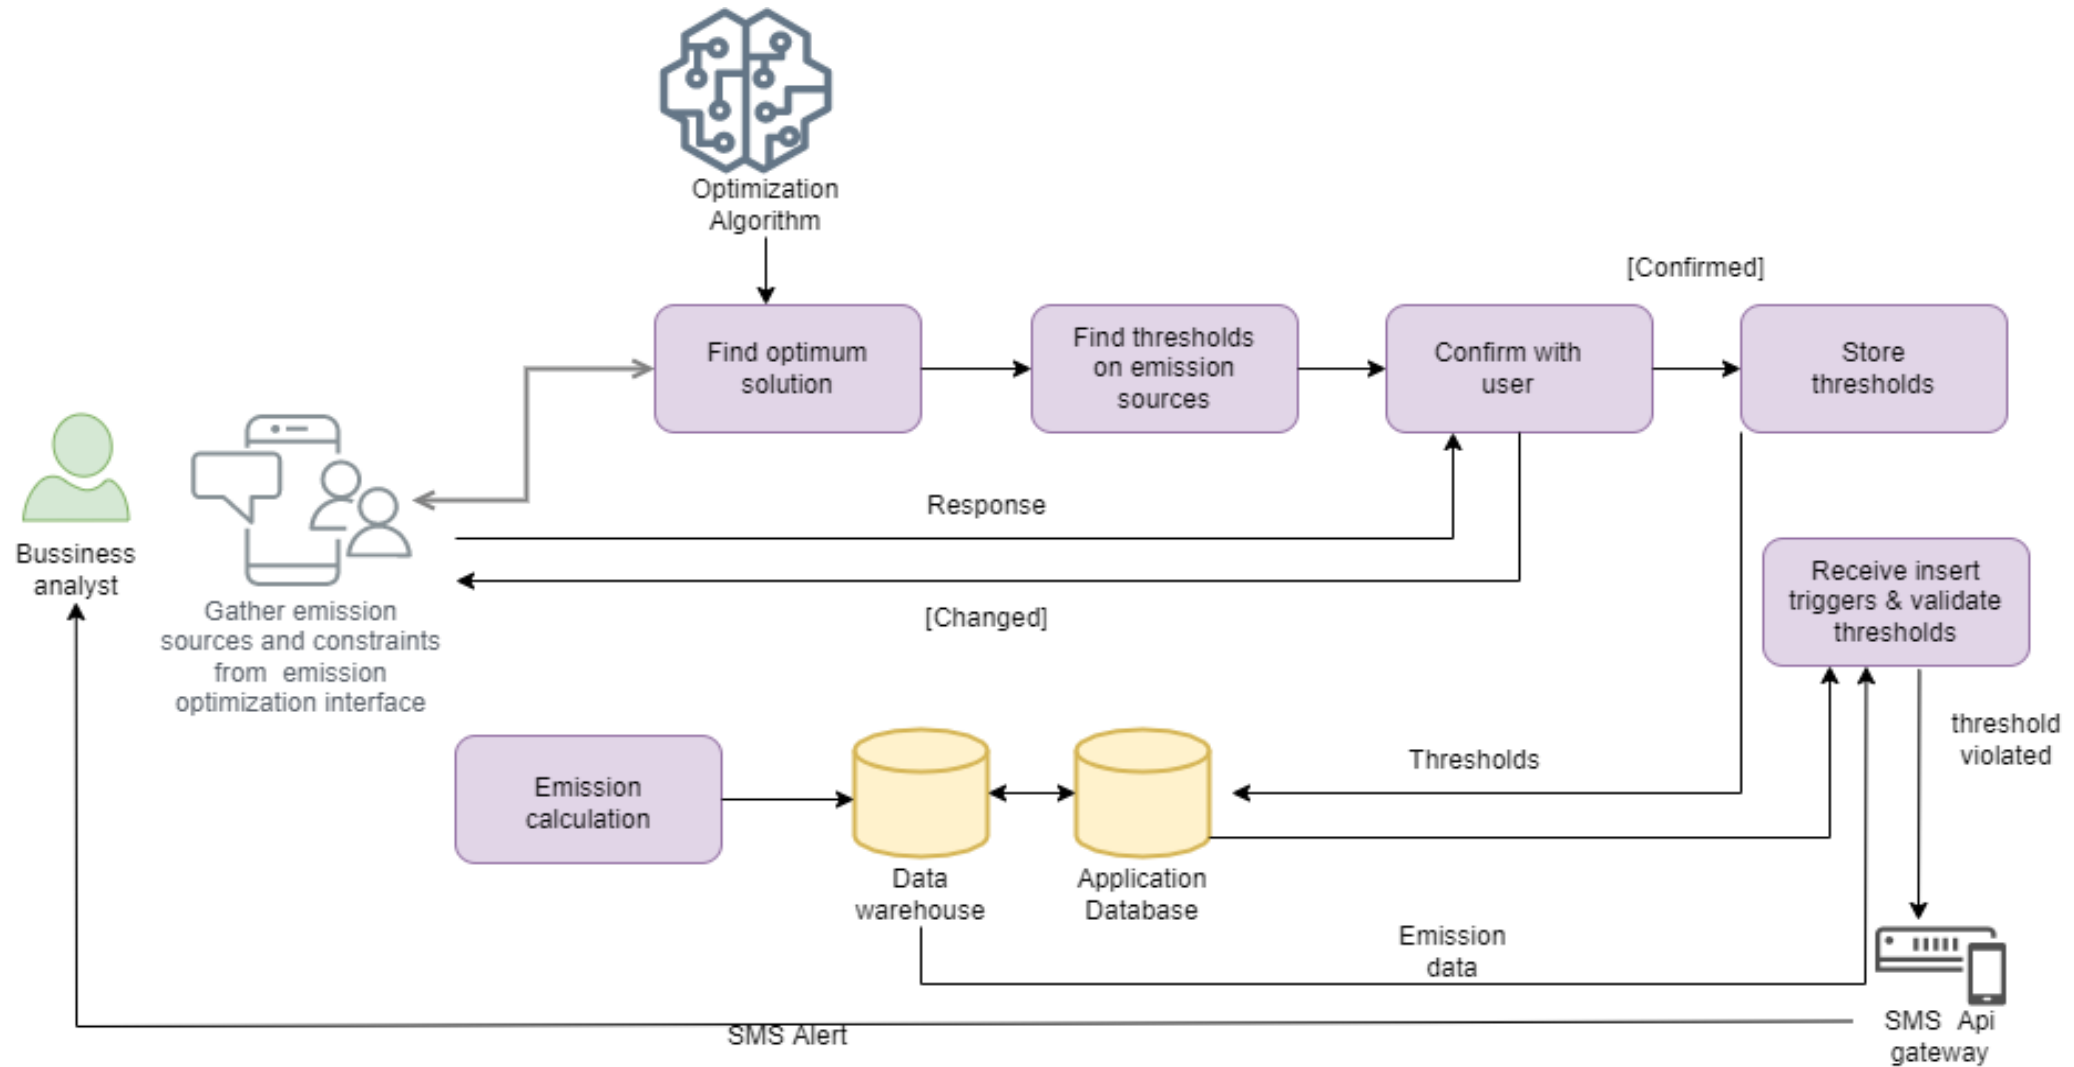 Optimization
Algorithm
[Confirmed]
Find optimum
solution
Find thresholds
on emission
sources
Confirm with
user
Store
thresholds
Response
[Changed]
Bussiness
analyst
Gather emission
sources and constraints
from emission
optimization interface
Receive insert
triggers & validate
thresholds
threshold
violated
Thresholds
Emission
calculation
Data
warehouse
Application
Database
Emission
data
SMS Alert
SMS Api
gateway